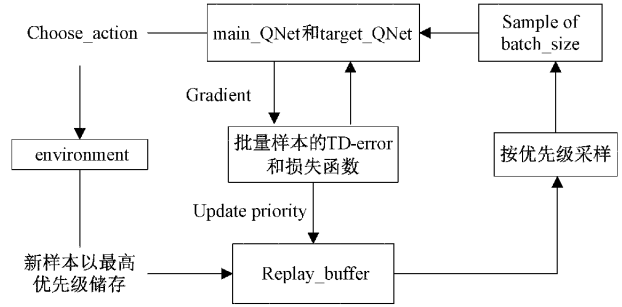 Choose_action
main_QNet和target_QNet
Sample of
batch_size
Gradient
environment
批量样本的TD-error
和损失函数
按优先级采样
Update priority
新样本以最高
优先级储存
Replay_buffer